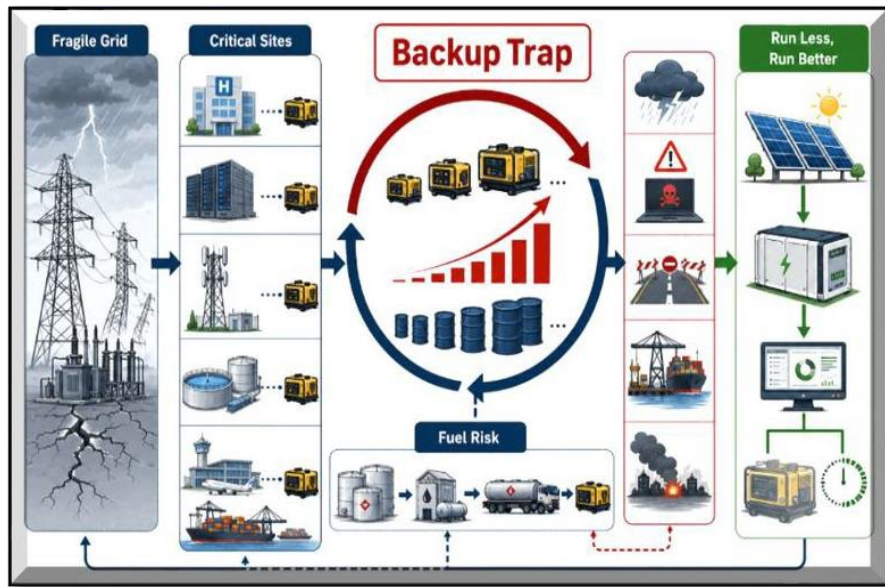 Fragile Grid
Critical Sites
Backup Trap
Run Less,
Run Better
H
...
...
Fuel Risk